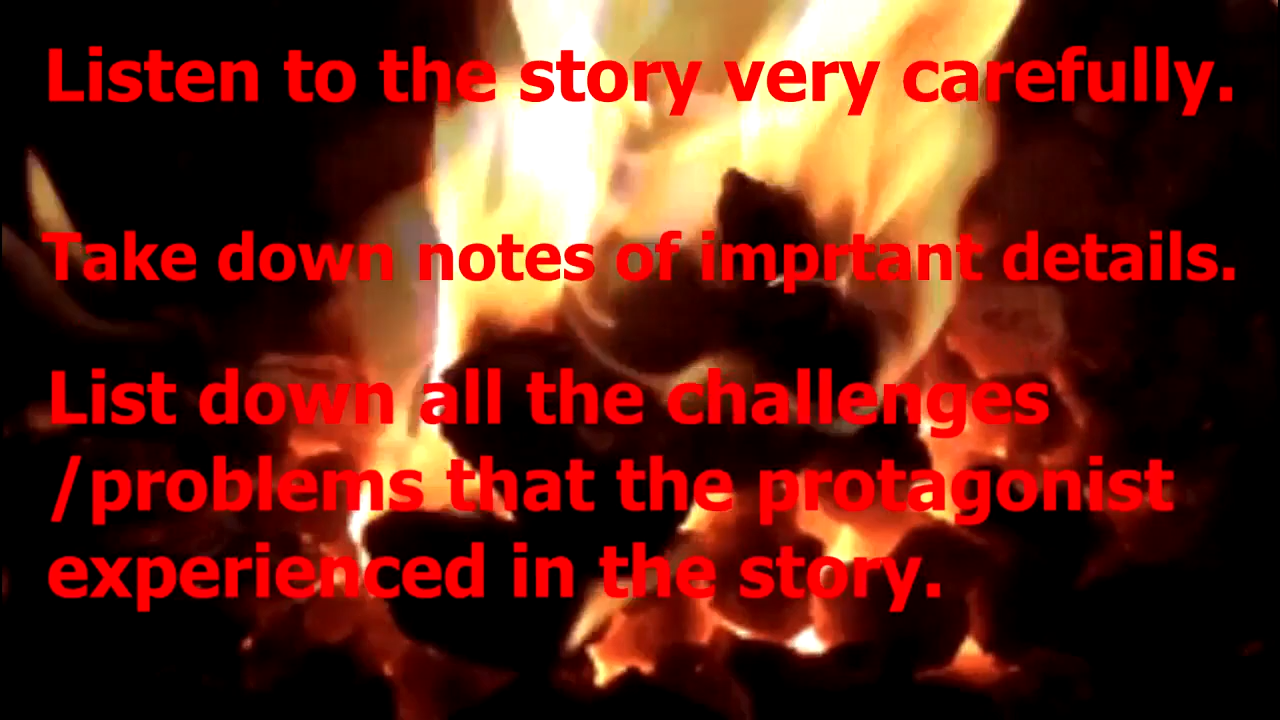 Listen to the story very carefully.
Take down notes of imprtant details.
List down all the challenges
/problems that the protagonist
experienced in the story.